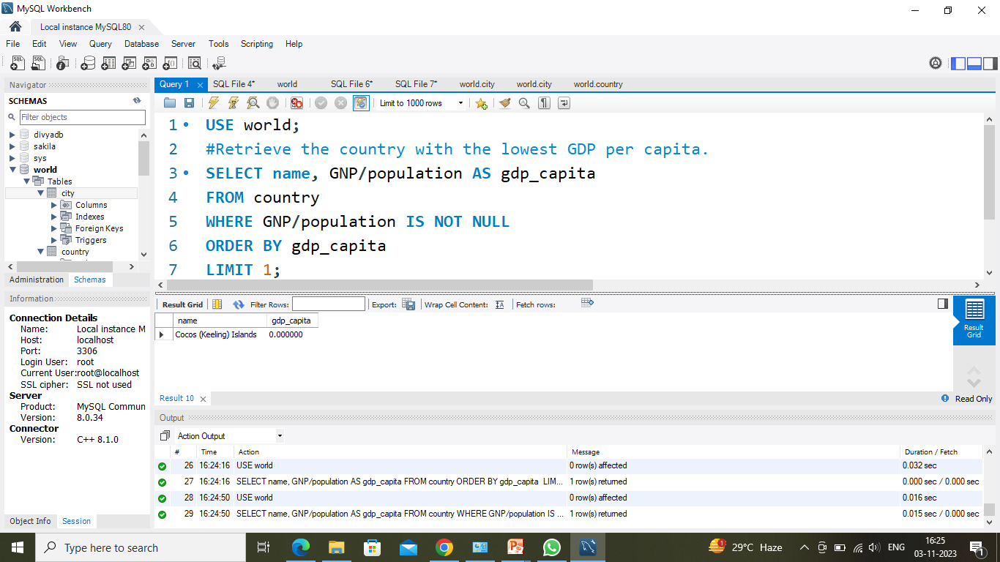 MySQL Workbench
Local instance MySQL80
File Edit View Query Database Server Tools Scripting Help
Navigator
SCHEMAS
Filter objects
divyadb
sakila
sys
world
Tables
city
Columns
Indexes
Foreign Keys
Triggers
country
Administration Schemas
Information
Connection Details
Name: Local instance M
Host: localhost
Port: 3306
Login User: root
Current User:root@localhost
SSL cipher: SSL not used
Server
Product: MySQL Commun
Version: 8.0.34
Connector
Version: C++ 8.1.0
Object Info Session
Query 1 SQL File 4* world SQL File 6* SQL File 7* world.city world.city world.country
Limit to 1000 rows
1 USE world;
2 #Retrieve the country with the lowest GDP per capita.
3 SELECT name, GNP/population AS gdp_capita
4 FROM country
5 WHERE GNP/population IS NOT NULL
6 ORDER BY gdp_capita
7 LIMIT 1;
Result Grid Filter Rows: Export: Wrap Cell Content: Fetch rows:
name gdp_capita
Cocos (Keeling) Islands 0.000000
Result Grid
Result 10
Read Only
Output
Action Output
# Time Action Message Duration / Fetch
26 16:24:16 USE world 0 row(s) affected 0.032 sec
27 16:24:16 SELECT name, GNP/population AS gdp_capita FROM country ORDER BY gdp_capita LIM... 1 row(s) returned 0.000 sec / 0.000 sec
28 16:24:50 USE world 0 row(s) affected 0.016 sec
29 16:24:50 SELECT name, GNP/population AS gdp_capita FROM country WHERE GNP/population IS ... 1 row(s) returned 0.015 sec / 0.000 sec
Type here to search
29°C Haze
ENG
16:25
03-11-2023